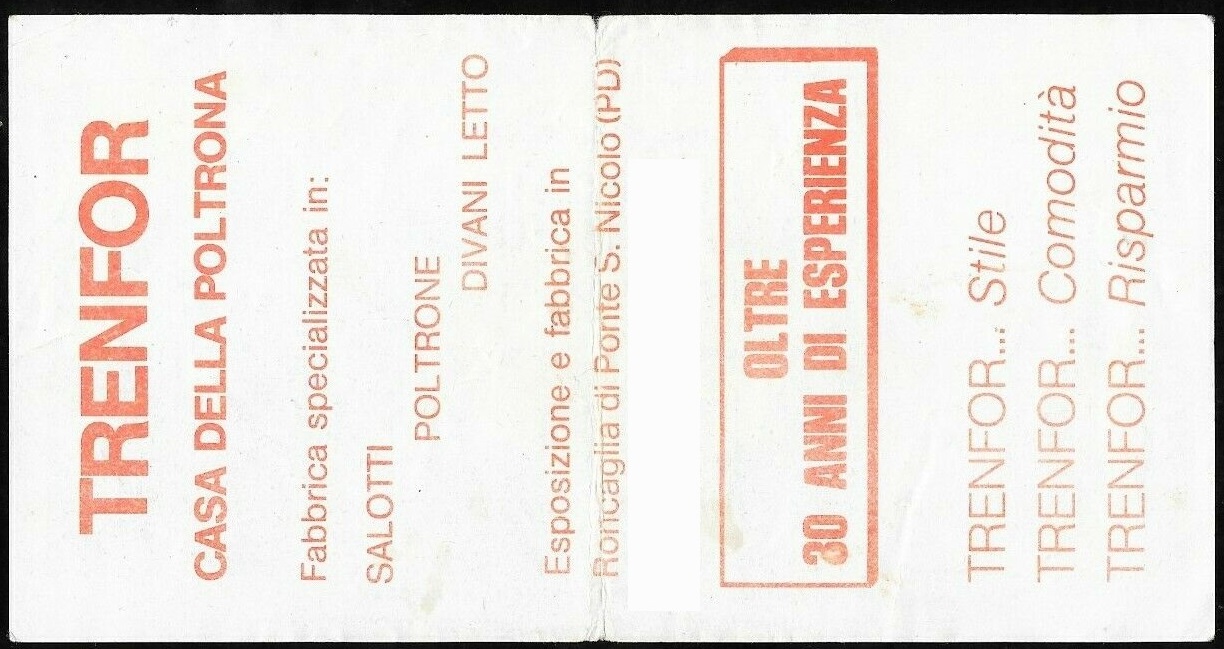 TRENFOR
CASA DELLA POLTRONA
Fabbrica specializzata in:
SALOTTI
POLTRONE
DIVANI LETTO
Esposizione e fabbrica in
Roncaglia di Ponte S. Nicolo (PD)
OLTRE
30 ANNI DI ESPERIENZA
TRENFOR... Stile
TRENFOR... Comodità
TRENFOR... Risparmio